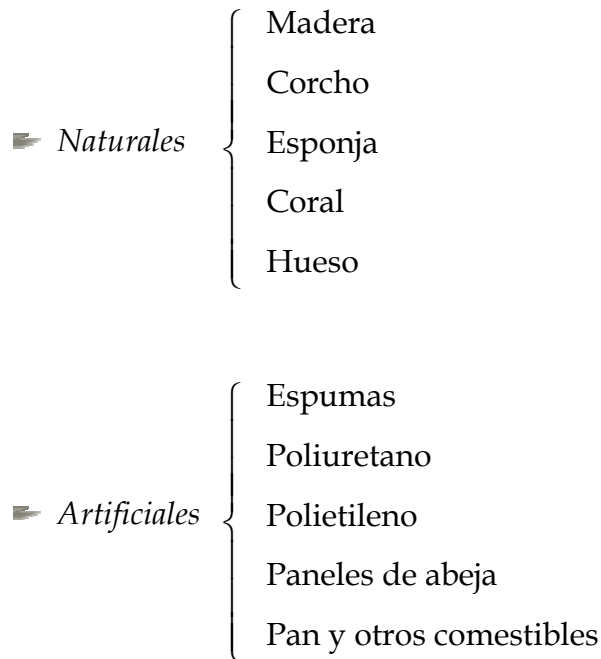 Madera
Corcho
Naturales
Esponja
Coral
Hueso
Espumas
Poliuretano
Artificiales
Polietileno
Paneles de abeja
Pan y otros comestibles